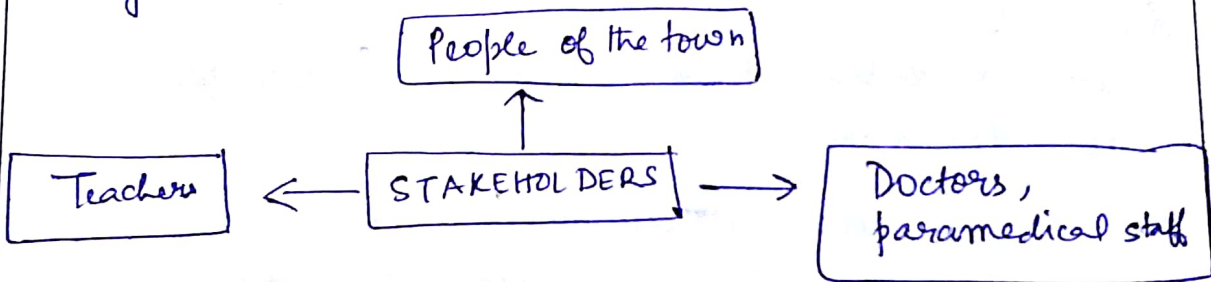 People of the town
Teachers
STAKEHOLDERS
Doctors,
paramedical staff